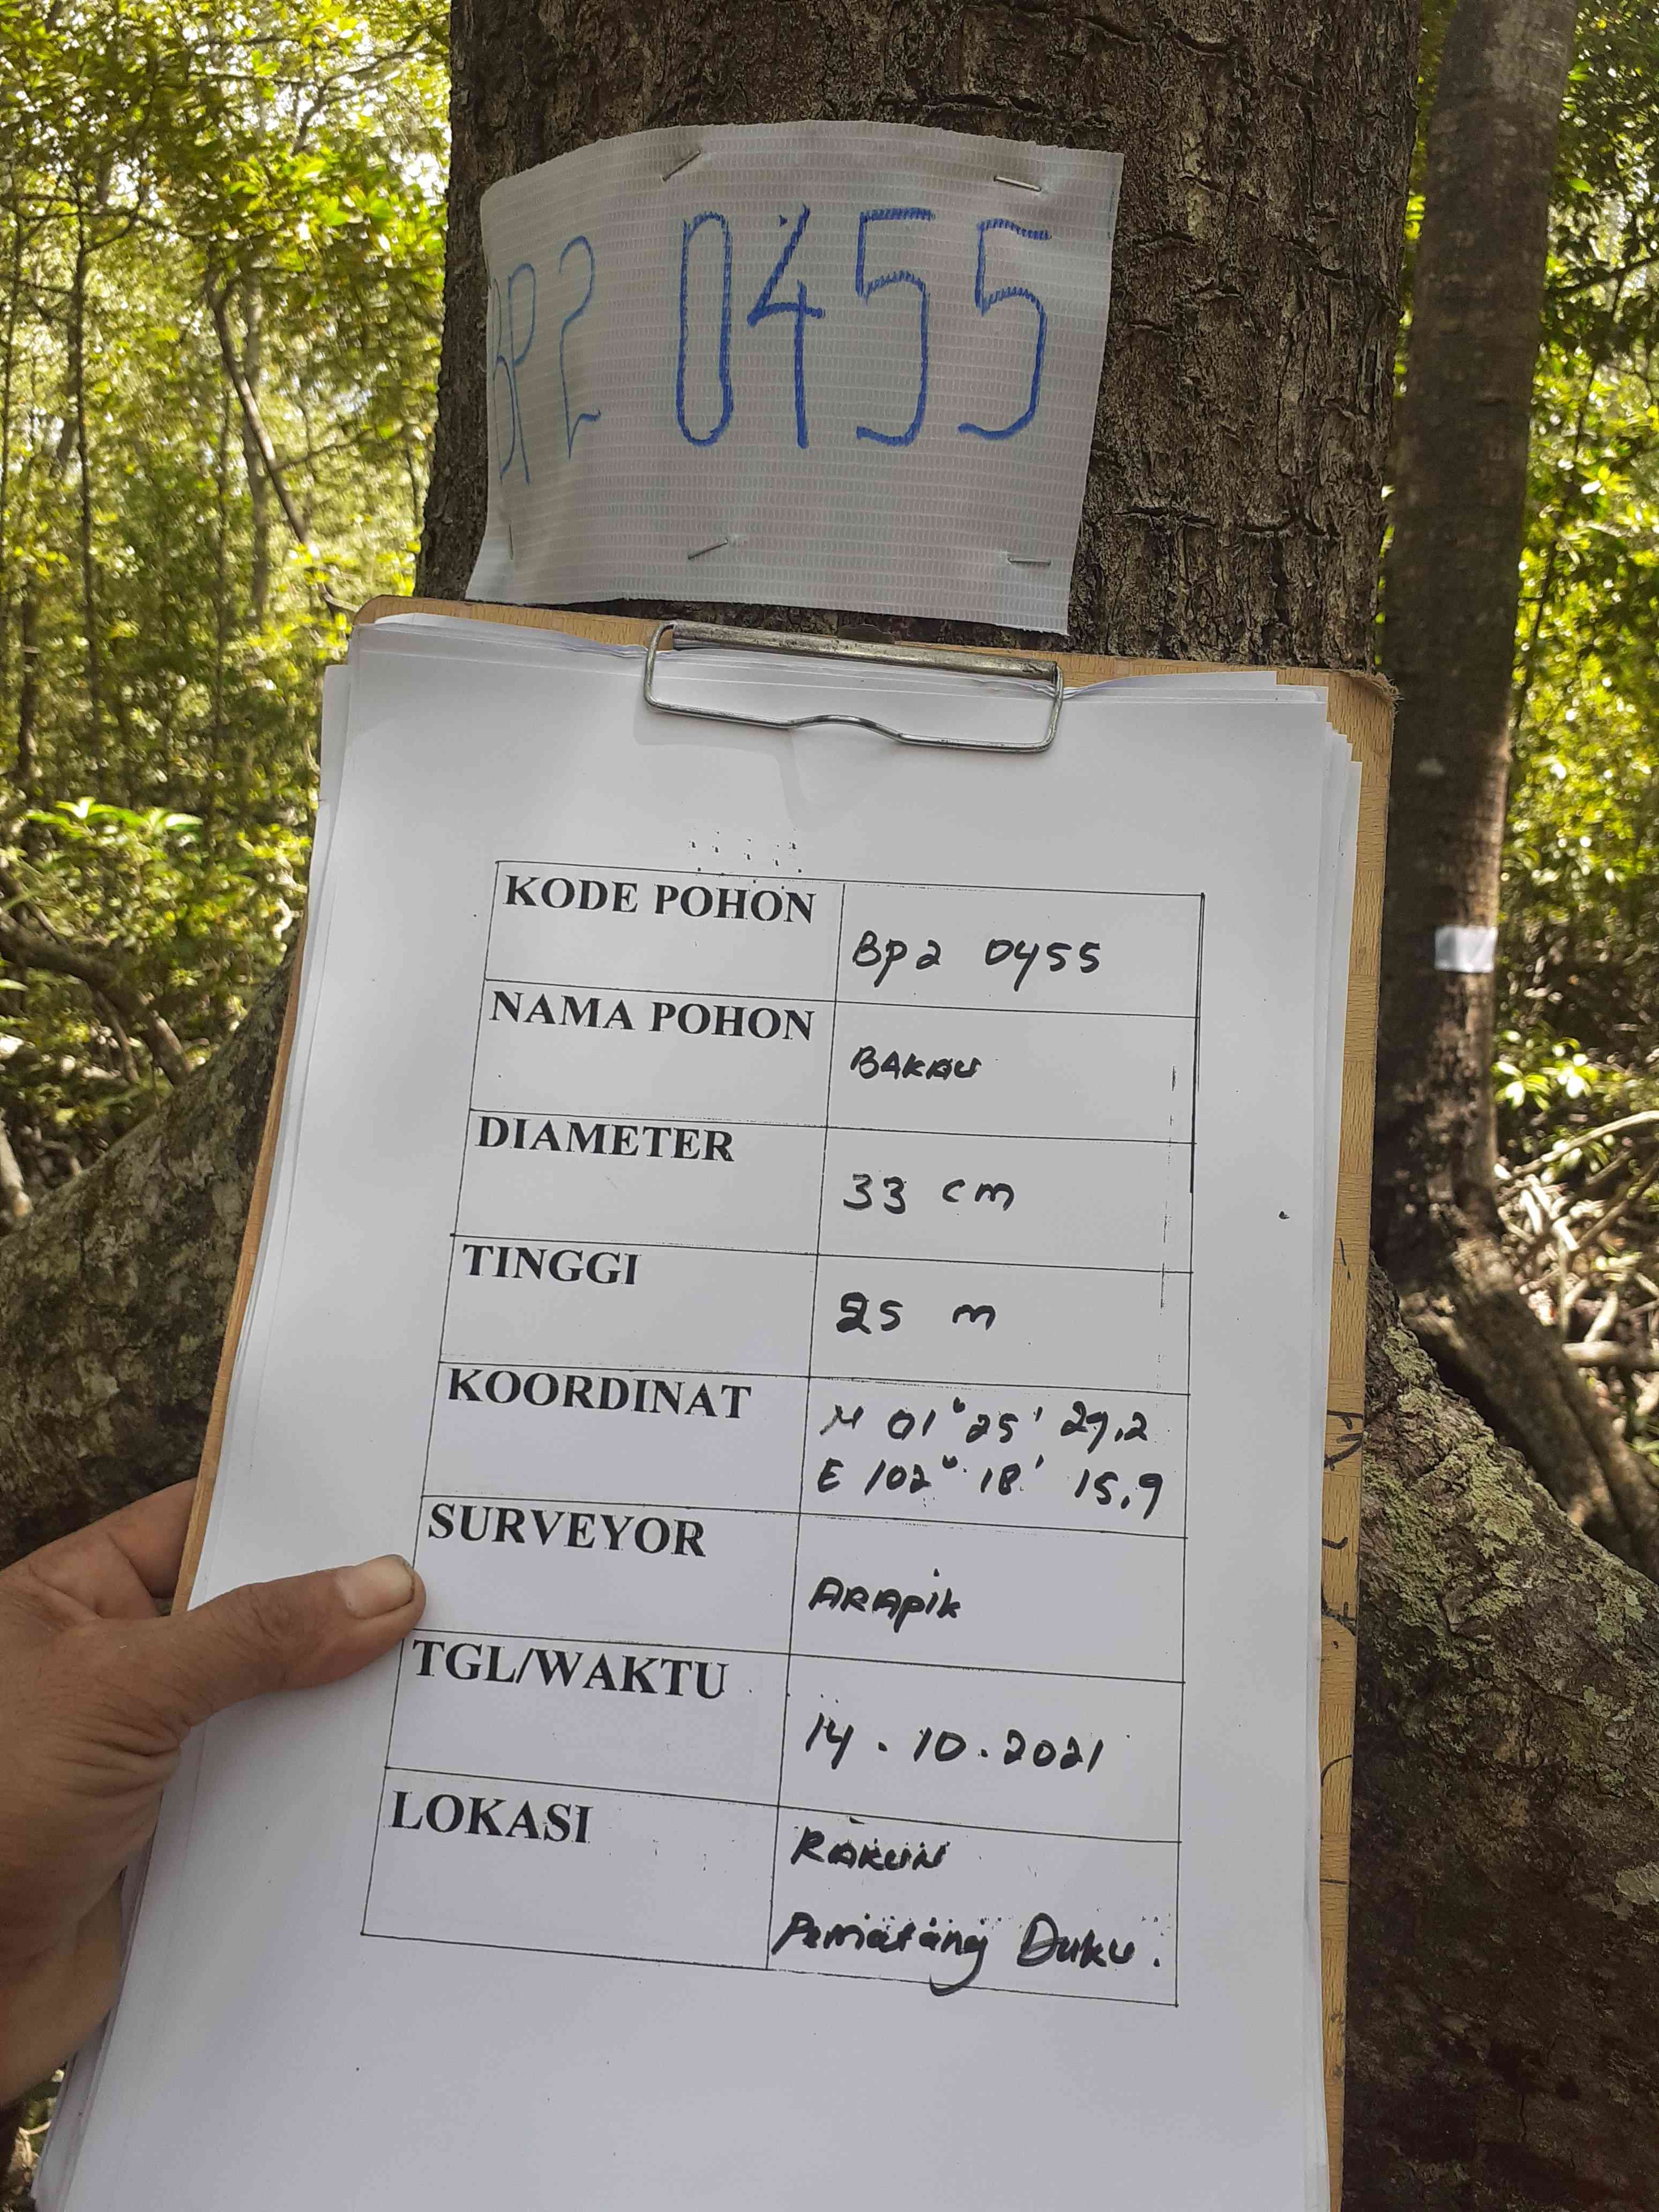 BP2 0455
KODE POHON
Bp2 0455
NAMA POHON
BAKAU
DIAMETER
33 cm
TINGGI
25 m
KOORDINAT
N 01° 25' 29,2
E 102° 18' 15,9
SURVEYOR
ARApik
TGL/WAKTU
14 . 10 . 2021
LOKASI
RAKUN
Pematang Duku .